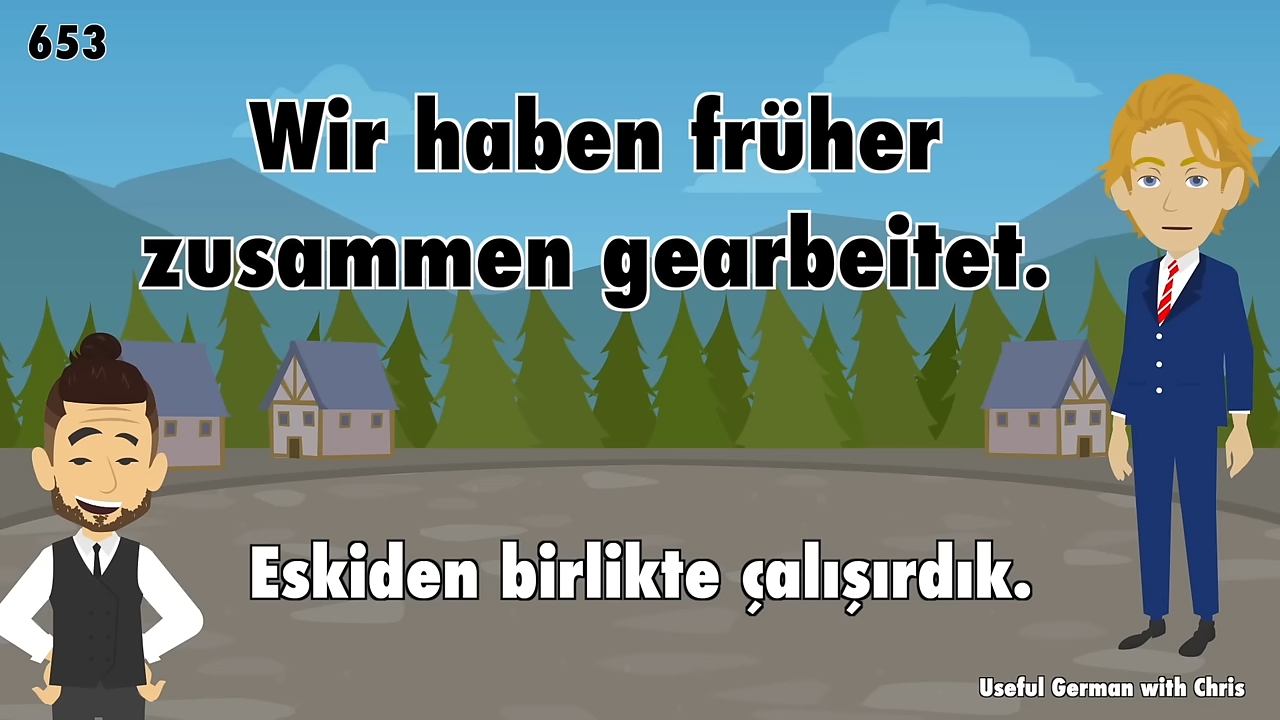 653
Wir haben früher
zusammen gearbeitet.
Eskiden birlikte çalışırdık.
Useful German with Chris